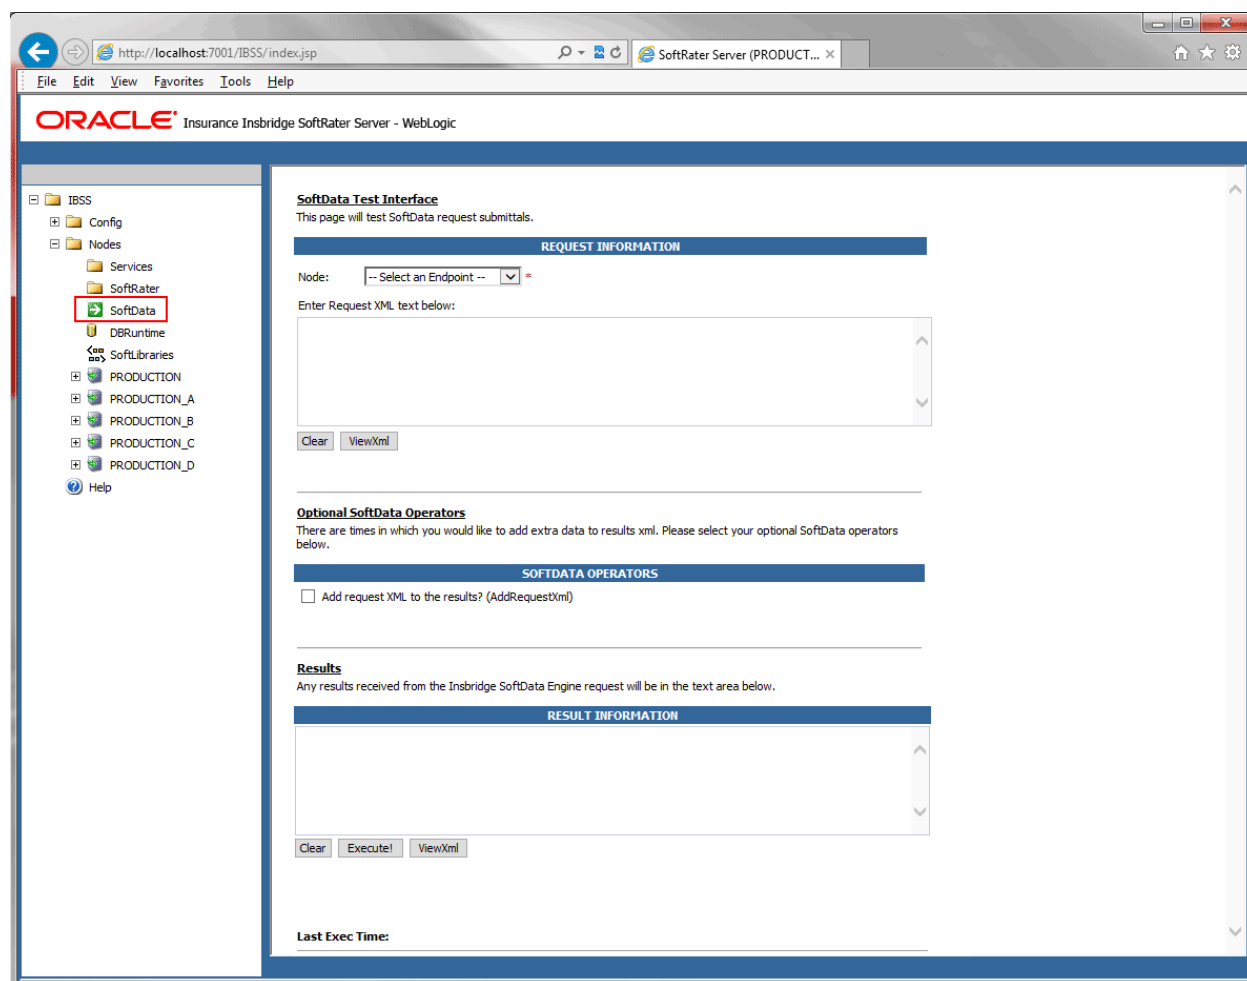 http://localhost:7001/IBSS/index.jsp
SoftRater Server (PRODUCT...
File Edit View Favorites Tools Help
ORACLE Insurance Insbridge SoftRater Server - WebLogic
IBSS
Config
Nodes
Services
SoftRater
SoftData
DBRuntime
SoftLibraries
PRODUCTION
PRODUCTION_A
PRODUCTION_B
PRODUCTION_C
PRODUCTION_D
Help
SoftData Test Interface
This page will test SoftData request submittals.
REQUEST INFORMATION
Node: -- Select an Endpoint -- *
Enter Request XML text below:
Clear ViewXml
Optional SoftData Operators
There are times in which you would like to add extra data to results xml. Please select your optional SoftData operators
below.
SOFTDATA OPERATORS
Add request XML to the results? (AddRequestXml)
Results
Any results received from the Insbridge SoftData Engine request will be in the text area below.
RESULT INFORMATION
Clear Execute! ViewXml
Last Exec Time: